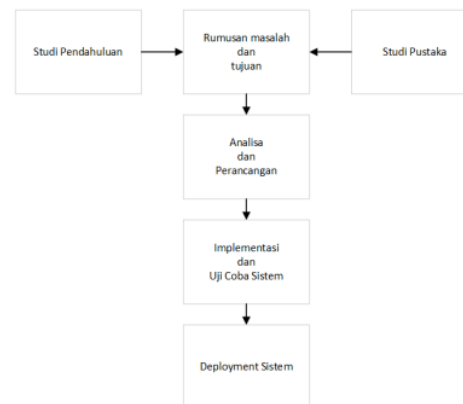 Studi Pendahuluan
Rumusan masalah
dan
tujuan
Studi Pustaka
Analisa
dan
Perancangan
Implementasi
dan
Uji Coba Sistem
Deployment Sistem